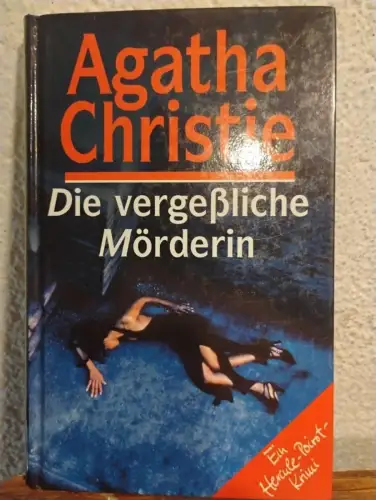 Agatha
Christie
Die vergeßliche
Mörderin
Ein
Hercule-Poirot-
Krimi